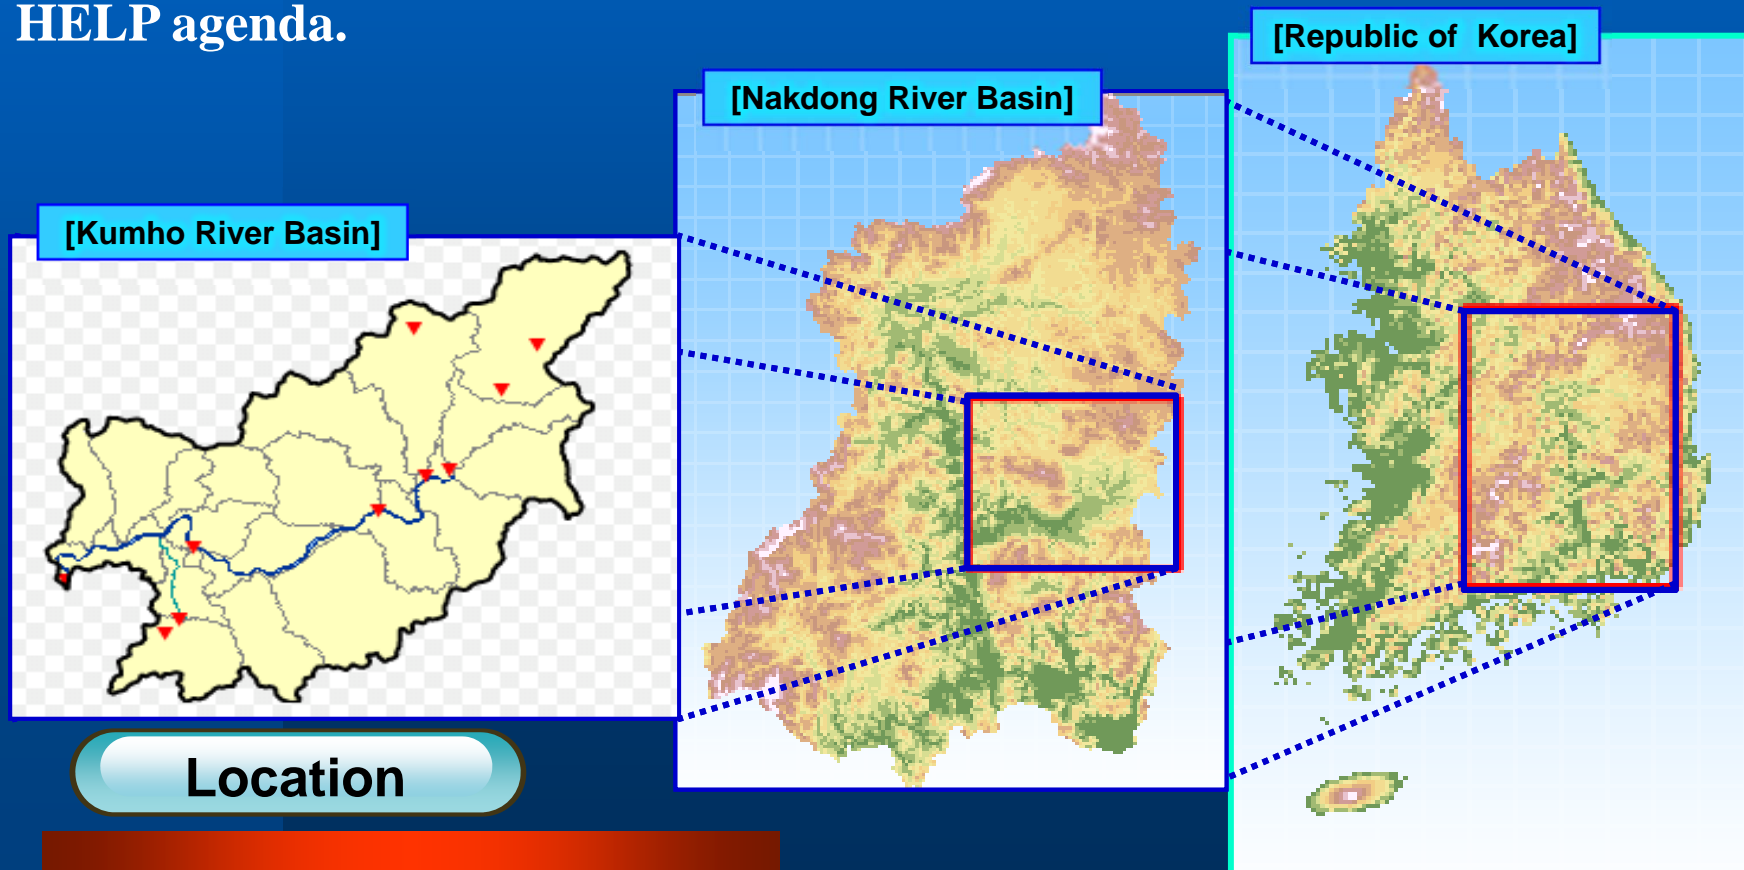 HELP agenda.
[Republic of Korea]
[Nakdong River Basin]
[Kumho River Basin]
Location